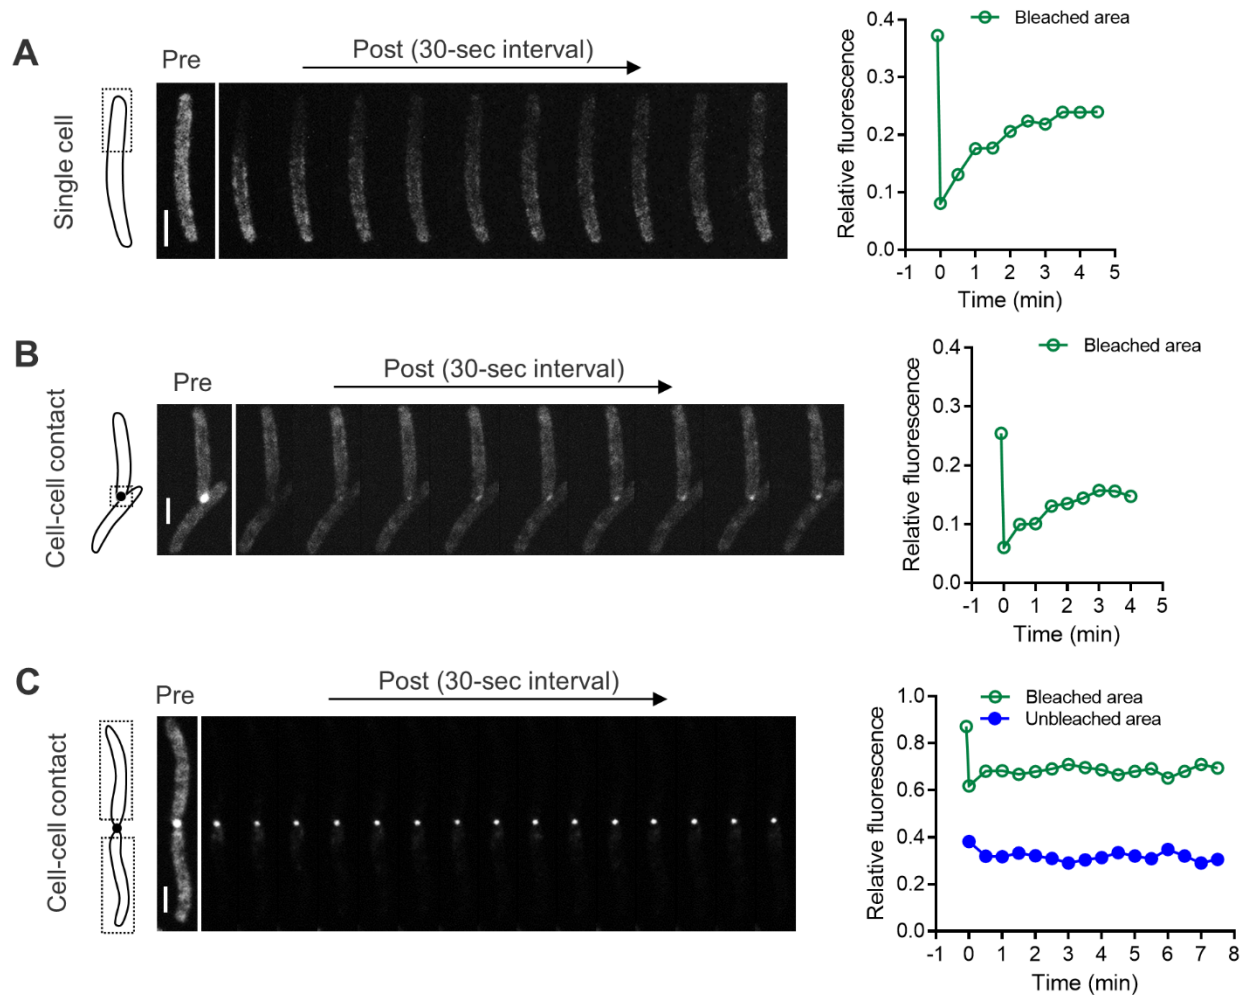 A
Single cell
Pre
Post (30-sec interval)
Bleached area
Relative fluorescence
0.4
0.3
0.2
0.1
0.0
-1 0 1 2 3 4 5
Time (min)
B
Cell-cell contact
Pre
Post (30-sec interval)
Bleached area
Relative fluorescence
0.4
0.3
0.2
0.1
0.0
-1 0 1 2 3 4 5
Time (min)
C
Cell-cell contact
Pre
Post (30-sec interval)
Bleached area
Unbleached area
Relative fluorescence
1.0
0.8
0.6
0.4
0.2
0.0
-1 0 1 2 3 4 5 6 7 8
Time (min)